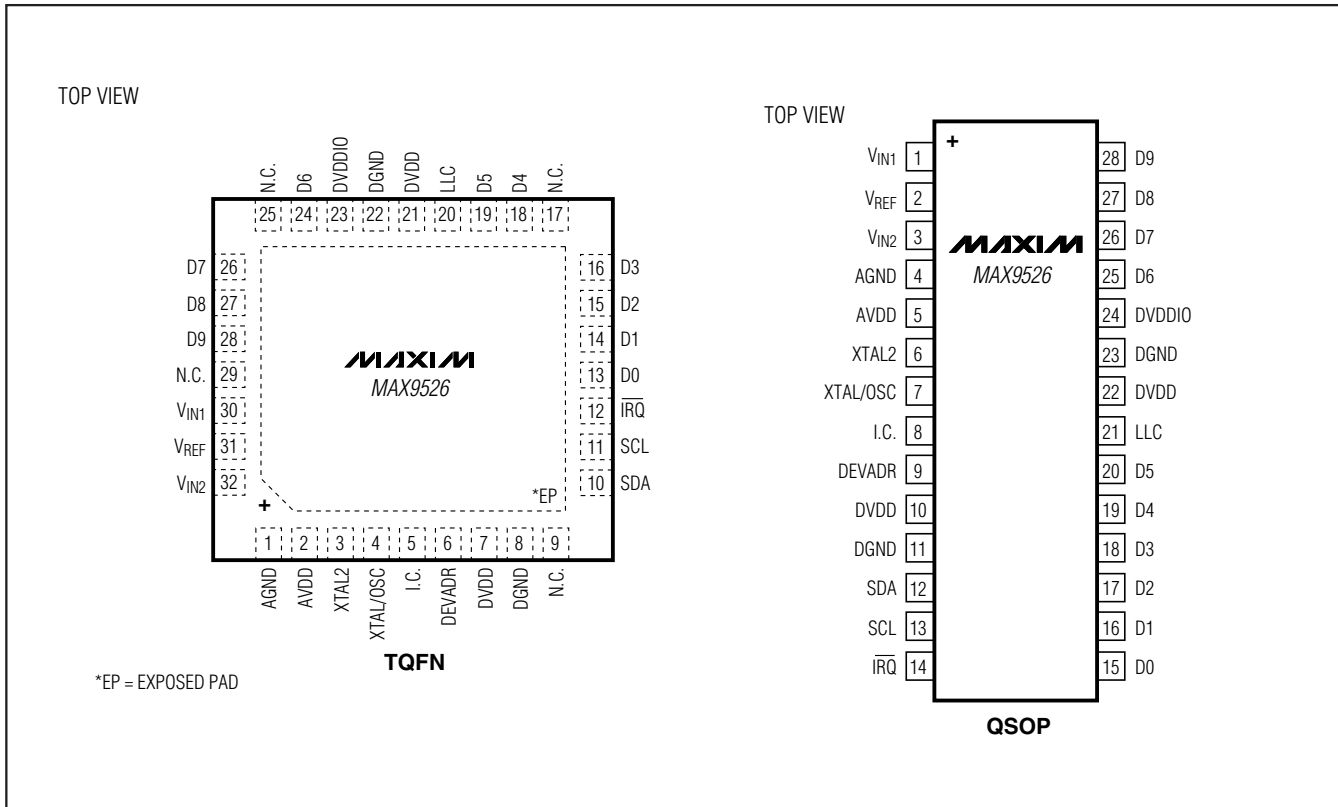 TOP VIEW
N.C. D6 DVDDIO DGND DVDD LLC D5 D4 N.C.
25 24 23 22 21 20 19 18 17
D7 26
D8 27
D9 28
N.C. 29
VIN1 30
VREF 31
VIN2 32
16 D3
15 D2
14 D1
13 D0
12 IRQ
11 SCL
10 SDA
MAXIM
MAX9526
*EP
+
1 2 3 4 5 6 7 8 9
AGND AVDD XTAL2 XTAL/OSC I.C. DEVADR DVDD DGND N.C.
TQFN
*EP = EXPOSED PAD
TOP VIEW
+
VIN1 1
VREF 2
VIN2 3
AGND 4
AVDD 5
XTAL2 6
XTAL/OSC 7
I.C. 8
DEVADR 9
DVDD 10
DGND 11
SDA 12
SCL 13
IRQ 14
MAXIM
MAX9526
28 D9
27 D8
26 D7
25 D6
24 DVDDIO
23 DGND
22 DVDD
21 LLC
20 D5
19 D4
18 D3
17 D2
16 D1
15 D0
QSOP